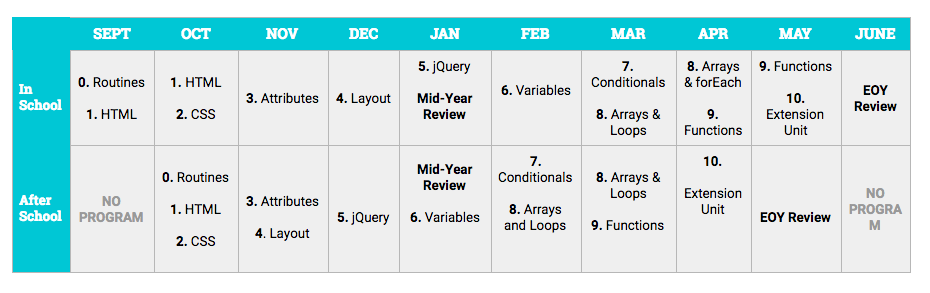 SEPT OCT NOV DEC JAN FEB MAR APR MAY JUNE
In
School
0. Routines
1. HTML
1. HTML
2. CSS
3. Attributes
4. Layout
5. jQuery
Mid-Year
Review
6. Variables
7.
Conditionals
8. Arrays &
Loops
8. Arrays
& forEach
9.
Functions
9. Functions
10.
Extension
Unit
EOY
Review
After
School
NO
PROGRAM
0. Routines
1. HTML
2. CSS
3. Attributes
4. Layout
5. jQuery
Mid-Year
Review
6. Variables
7.
Conditionals
8. Arrays
and Loops
8. Arrays &
Loops
9. Functions
10.
Extension
Unit
EOY Review
NO
PROGRA
M